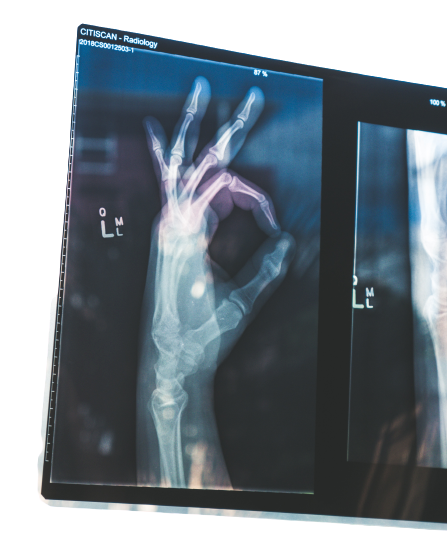 CITISCAN - Radiology
2018CS0012503-1
87 %
100 %
O
L M
L
L M
L